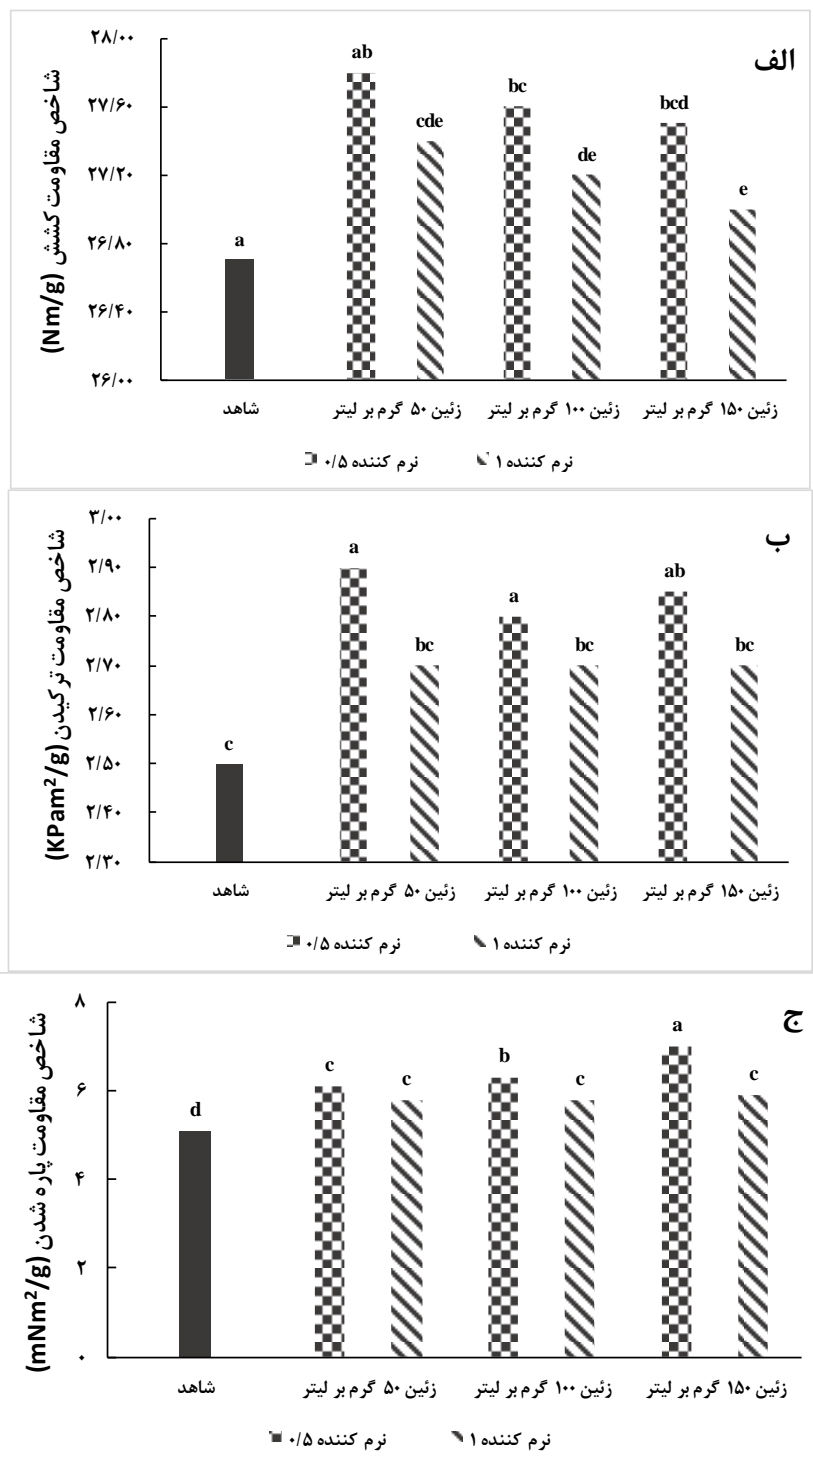 الف
شاخص مقاومت کشش (Nm/g)
۲۸/۰۰
۲۷/۶۰
۲۷/۲۰
۲۶/۸۰
۲۶/۴۰
۲۶/۰۰
a
ab
cde
bc
de
bcd
e
شاهد
زئین ۵۰ گرم بر لیتر
زئین ۱۰۰ گرم بر لیتر
زئین ۱۵۰ گرم بر لیتر
نرم کننده ۰/۵
نرم کننده ۱
ب
شاخص مقاومت ترکیدن (KPam²/g)
۳/۰۰
۲/۹۰
۲/۸۰
۲/۷۰
۲/۶۰
۲/۵۰
۲/۴۰
۲/۳۰
c
a
bc
a
bc
ab
bc
شاهد
زئین ۵۰ گرم بر لیتر
زئین ۱۰۰ گرم بر لیتر
زئین ۱۵۰ گرم بر لیتر
نرم کننده ۰/۵
نرم کننده ۱
ج
شاخص مقاومت پاره شدن (mNm²/g)
۸
۶
۴
۲
۰
d
c
c
b
c
a
c
شاهد
زئین ۵۰ گرم بر لیتر
زئین ۱۰۰ گرم بر لیتر
زئین ۱۵۰ گرم بر لیتر
نرم کننده ۰/۵
نرم کننده ۱